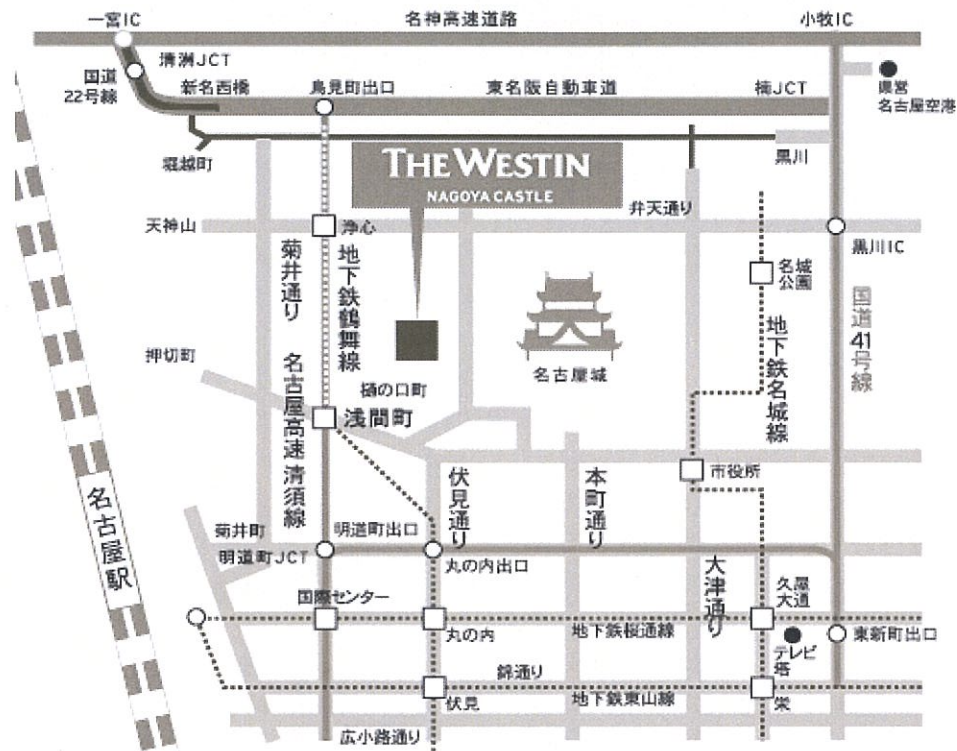 一宮IC
名神高速道路
小牧IC
清洲JCT
国道
22号線
新名西橋
鳥見町出口
東名阪自動車道
楠JCT
県営
名古屋空港
堀越町
THE WESTIN
NAGOYA CASTLE
黒川
天神山
浄心
弁天通り
黒川IC
菊井通り
地下鉄鶴舞線
名城
公園
国道41号線
地下鉄名城線
押切町
樋の口町
名古屋城
名古屋高速 清須線
浅間町
伏見通り
本町通り
市役所
名古屋駅
菊井町
明道町出口
明道町JCT
丸の内出口
大津通り
久屋
大通
国際センター
丸の内
地下鉄桜通線
東新町出口
テレビ
塔
錦通り
伏見
地下鉄東山線
栄
広小路通り